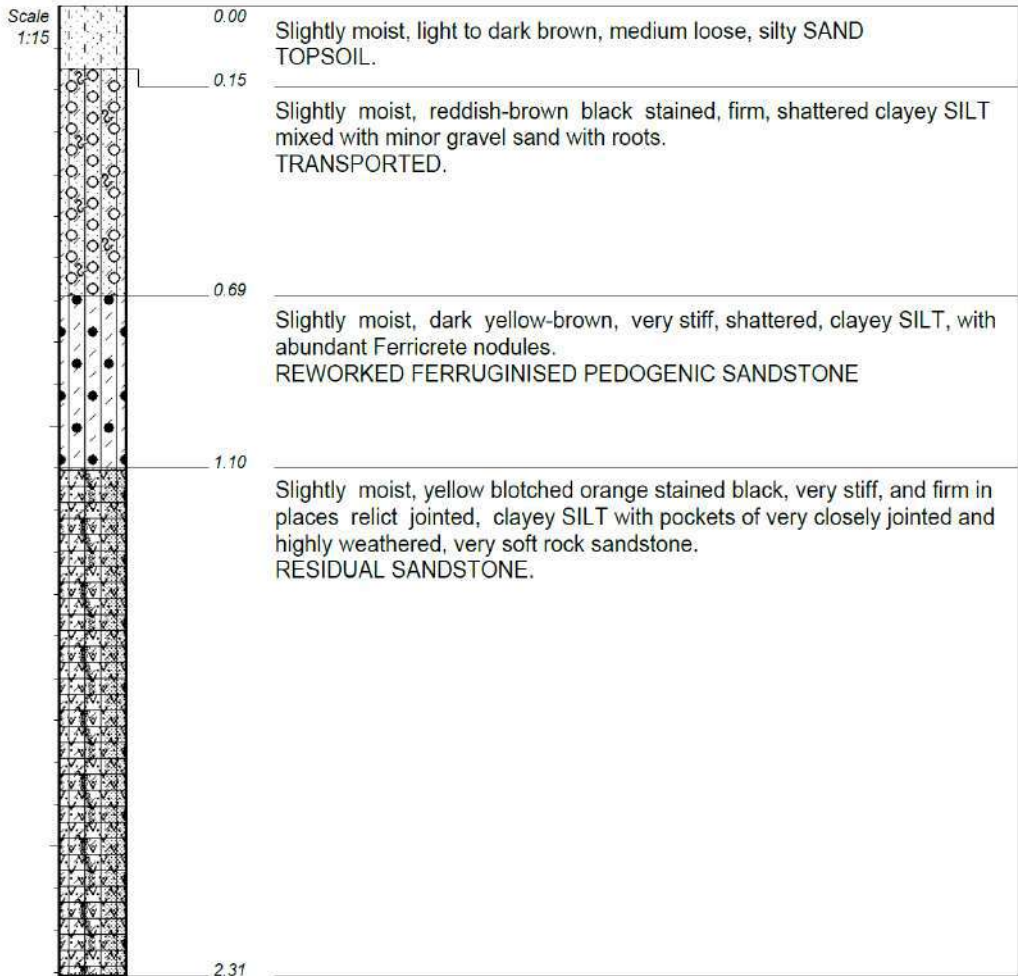 Scale
1:15
0.00
Slightly moist, light to dark brown, medium loose, silty SAND
TOPSOIL.
0.15
Slightly moist, reddish-brown black stained, firm, shattered clayey SILT
mixed with minor gravel sand with roots.
TRANSPORTED.
0.69
Slightly moist, dark yellow-brown, very stiff, shattered, clayey SILT, with
abundant Ferricrete nodules.
REWORKED FERRUGINISED PEDOGENIC SANDSTONE
1.10
Slightly moist, yellow blotched orange stained black, very stiff, and firm in
places relict jointed, clayey SILT with pockets of very closely jointed and
highly weathered, very soft rock sandstone.
RESIDUAL SANDSTONE.
2.31